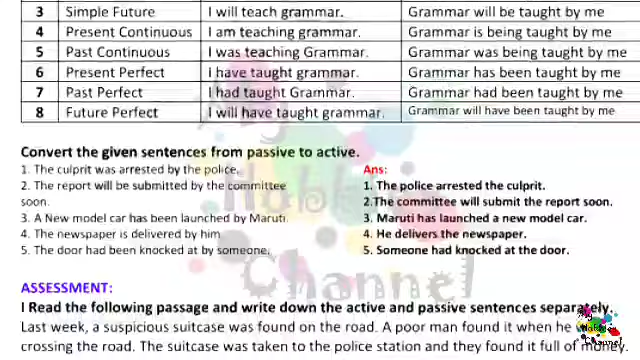 3 Simple Future I will teach grammar. Grammar will be taught by me
4 Present Continuous I am teaching grammar. Grammar is being taught by me
5 Past Continuous I was teaching Grammar. Grammar was being taught by me
6 Present Perfect I have taught grammar. Grammar has been taught by me
7 Past Perfect I had taught Grammar. Grammar had been taught by me
8 Future Perfect I will have taught grammar. Grammar will have been taught by me
Convert the given sentences from passive to active.
1. The culprit was arrested by the police. Ans:
2. The report will be submitted by the committee 1. The police arrested the culprit.
soon. 2.The committee will submit the report soon.
3. A New model car has been launched by Maruti. 3. Maruti has launched a new model car.
4. The newspaper is delivered by him 4. He delivers the newspaper.
5. The door had been knocked at by someone. 5. Someone had knocked at the door.
ASSESSMENT:
I Read the following passage and write down the active and passive sentences separately.
Last week, a suspicious suitcase was found on the road. A poor man found it when he
crossing the road. The suitcase was taken to the police station and they found it full of money.
Hobbies
Channel